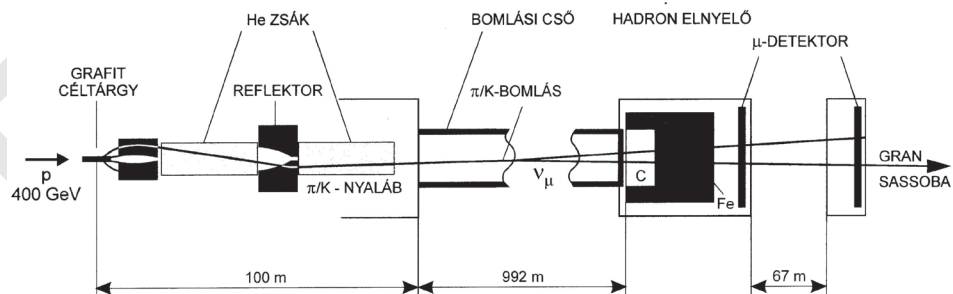 He ZSÁK
BOMLÁSI CSŐ
HADRON ELNYELŐ
μ-DETEKTOR
GRAFIT
CÉLTÁRGY
REFLEKTOR
π/K-BOMLÁS
p
400 GeV
π/K - NYALÁB
νμ
C
Fe
GRAN
SASSOBA
100 m
992 m
67 m